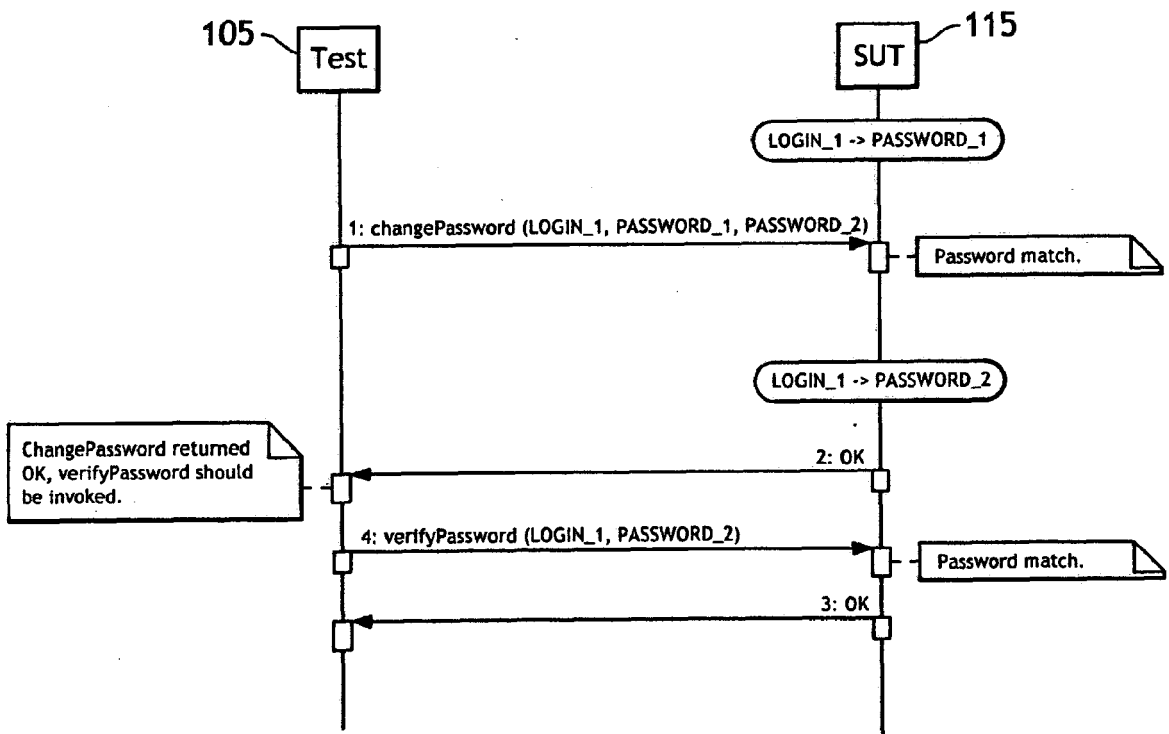 105
Test
115
SUT
LOGIN_1 -> PASSWORD_1
1: changePassword (LOGIN_1, PASSWORD_1, PASSWORD_2)
Password match.
LOGIN_1 -> PASSWORD_2
ChangePassword returned
OK, verifyPassword should
be invoked.
2: OK
4: verifyPassword (LOGIN_1, PASSWORD_2)
Password match.
3: OK